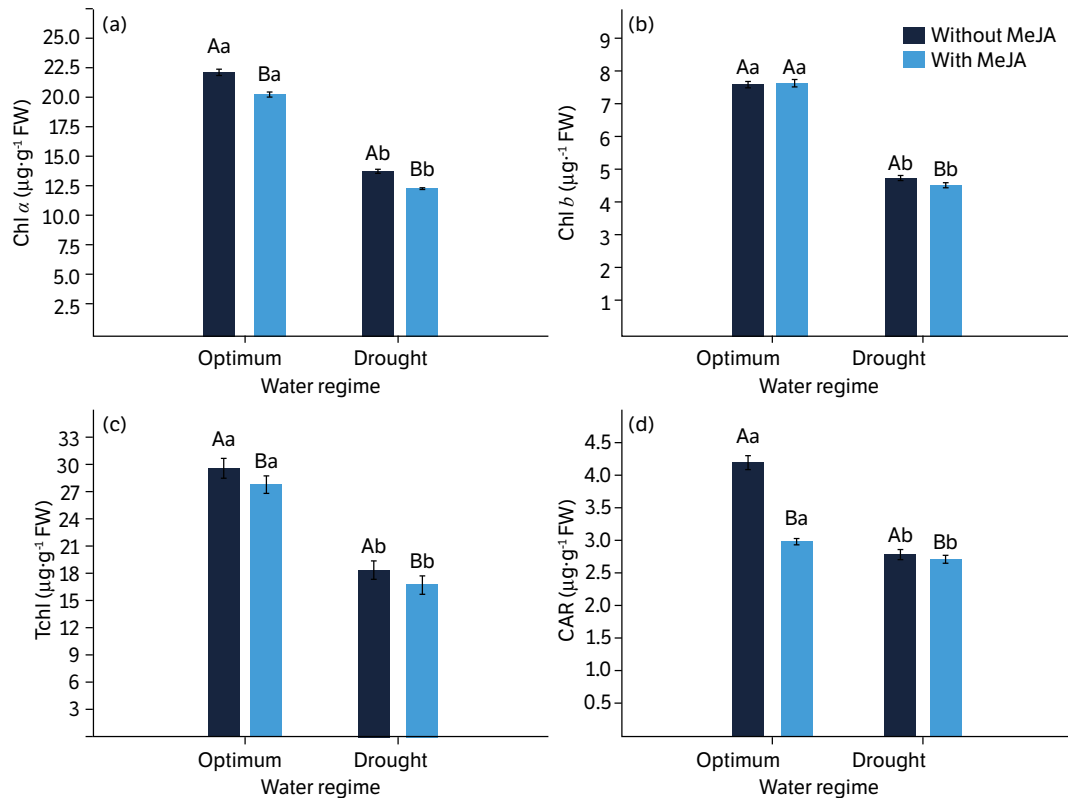 (a)
25.0
22.5
20.0
17.5
15.0
12.5
10.0
7.5
5.0
2.5
Chl a (µg·g⁻¹ FW)
Aa
Ba
Ab
Bb
Optimum
Drought
Water regime
(b)
Without MeJA
With MeJA
9
8
7
6
5
4
3
2
1
Chl b (µg·⁻¹ FW)
Aa
Aa
Ab
Bb
Optimum
Drought
Water regime
(c)
33
30
27
24
21
18
15
12
9
6
3
Tchl (µg·g⁻¹ FW)
Aa
Ba
Ab
Bb
Optimum
Drought
Water regime
(d)
4.5
4.0
3.5
3.0
2.5
2.0
1.5
1.0
0.5
CAR (µg·g⁻¹ FW)
Aa
Ba
Ab
Bb
Optimum
Drought
Water regime